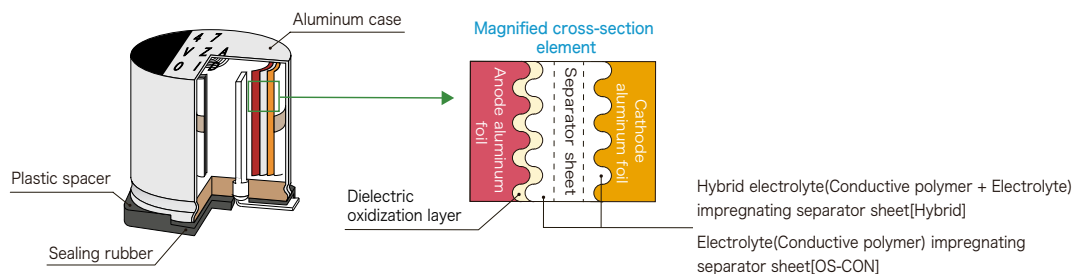 Aluminum case
4 7
V Z A
Magnified cross-section
element
Anode aluminum
foil
Separator sheet
Cathode
aluminum foil
Plastic spacer
Sealing rubber
Dielectric
oxidization layer
Hybrid electrolyte(Conductive polymer + Electrolyte)
impregnating separator sheet[Hybrid]
Electrolyte(Conductive polymer) impregnating
separator sheet[OS-CON]